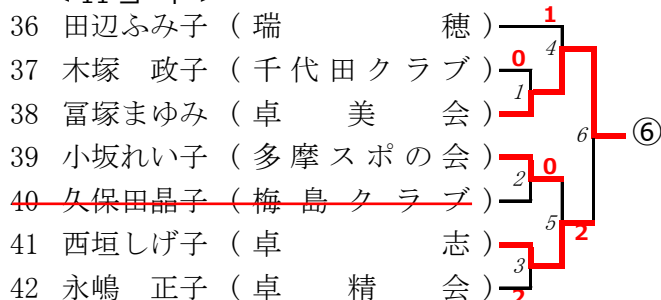 36 田辺ふみ子 ( 瑞 穂 ) 1
4
37 木塚 政子 ( 千代田クラブ ) 0
1
38 冨塚まゆみ ( 卓 美 会 )
6 ⑥
39 小坂れい子 ( 多摩スポの会 ) 0
2
40 久保田晶子 ( 梅島クラブ )
5 2
41 西垣しげ子 ( 卓 志 )
3
42 永嶋 正子 ( 卓 精 会 ) 2